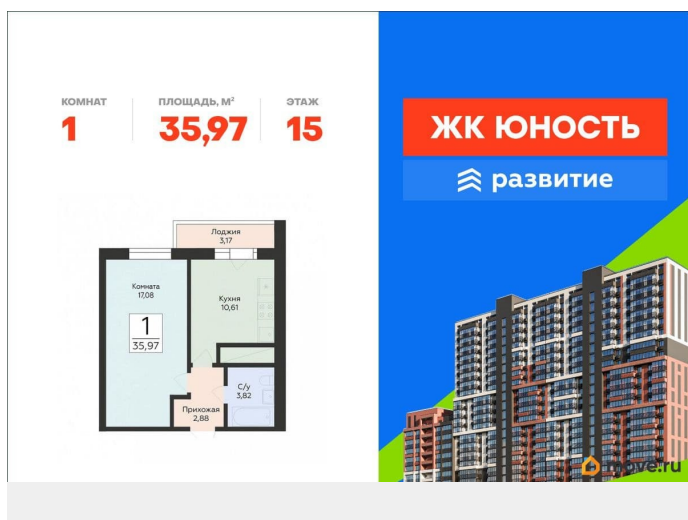 КОМНАТ
1
ПЛОЩАДЬ, М²
35,97
ЭТАЖ
15
ЖК ЮНОСТЬ
развитие
Лоджия
3,17
Комната
17,08
Кухня
10,61
1
35,97
С/у
3,82
Прихожая
2,88
move.ru